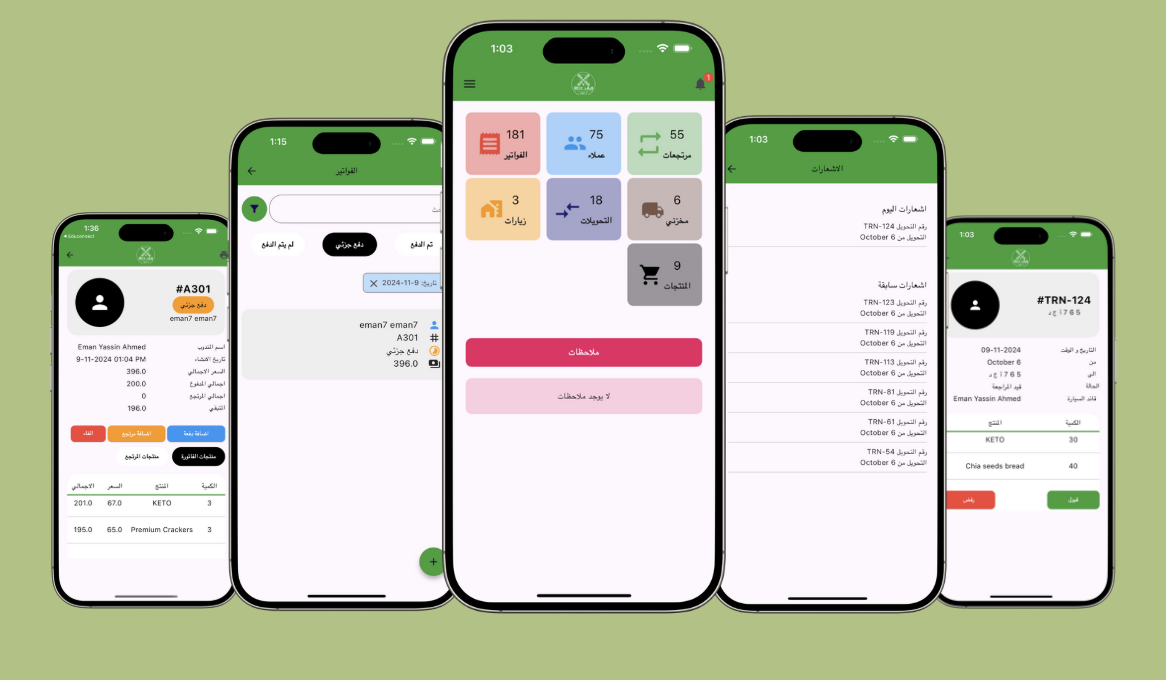 1:36
Edkconnect
#A301
دفع جزئي
eman7 eman7
اسم المندوب Eman Yassin Ahmed
تاريخ الانشاء 9-11-2024 01:04 PM
السعر الاجمالي 396.0
اجمالي المدفوع 200.0
اجمالي المرتجع 0
المتبقي 196.0
اضافة دفعة
اضافة مرتجع
الغاء
منتجات الفاتورة
منتجات المرتجع
الكمية المنتج السعر الاجمالي
3 KETO 67.0 201.0
3 Premium Crackers 65.0 195.0
1:15
الفواتير
تم الدفع
دفع جزئي
لم يتم الدفع
تاريخ: 9-11-2024
eman7 eman7
A301
دفع جزئي
396.0
+
1:03
1
55
مرتجعات
75
عملاء
181
الفواتير
6
مخزني
18
التحويلات
3
زيارات
9
المنتجات
ملاحظات
لا يوجد ملاحظات
1:03
الاشعارات
اشعارات اليوم
رقم التحويل TRN-124
التحويل من October 6
اشعارات سابقة
رقم التحويل TRN-123
التحويل من October 6
رقم التحويل TRN-119
التحويل من October 6
رقم التحويل TRN-113
التحويل من October 6
رقم التحويل TRN-81
التحويل من October 6
رقم التحويل TRN-61
التحويل من October 6
رقم التحويل TRN-54
التحويل من October 6
1:03
#TRN-124
التاريخ و الوقت 09-11-2024
من October 6
الي
الحالة قيد المراجعة
قائد السيارة Eman Yassin Ahmed
الكمية المنتج
30 KETO
40 Chia seeds bread
قبول
رفض